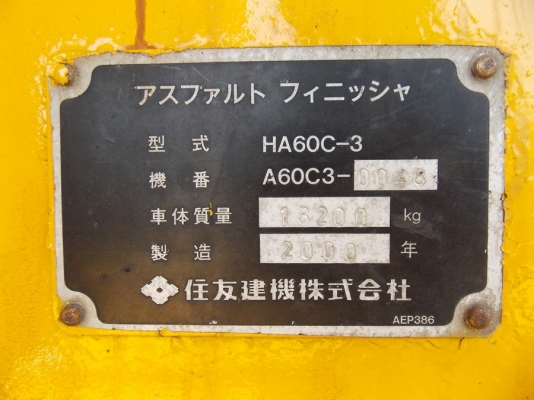 アスファルト フィニッシャ
型式 HA60C-3
機番 A60C3-0048
車体質量 13200 kg
製造 2000 年
住友建機株式会社
AEP386